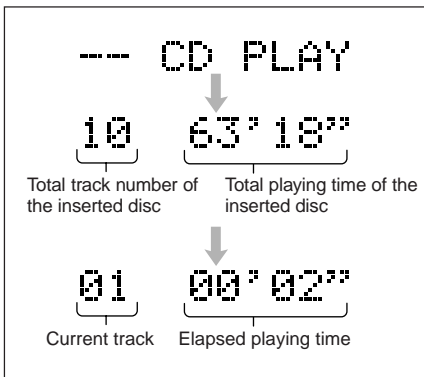 -- CD PLAY
10 63’18”
Total track number of the inserted disc
Total playing time of the inserted disc
01 00’02”
Current track Elapsed playing time